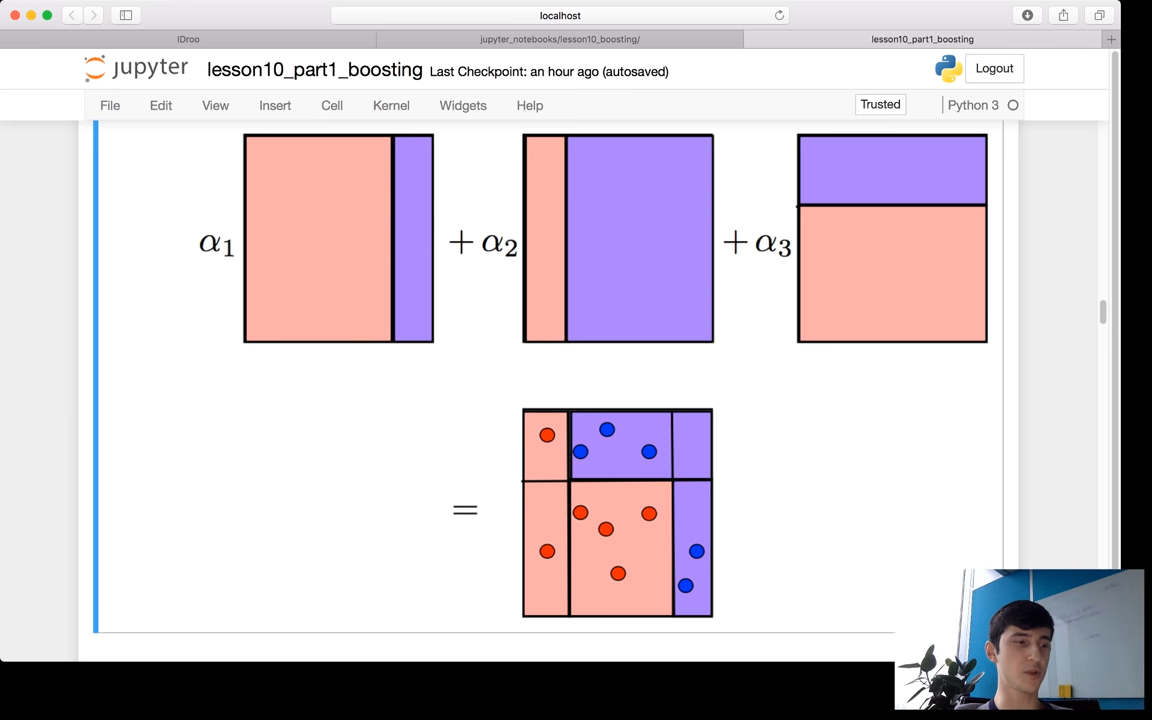 localhost
IDroo
jupyter_notebooks/lesson10_boosting/
lesson10_part1_boosting
+
jupyter lesson10_part1_boosting Last Checkpoint: an hour ago (autosaved)
Logout
File Edit View Insert Cell Kernel Widgets Help
Trusted
Python 3
α₁ + α₂ + α₃
=